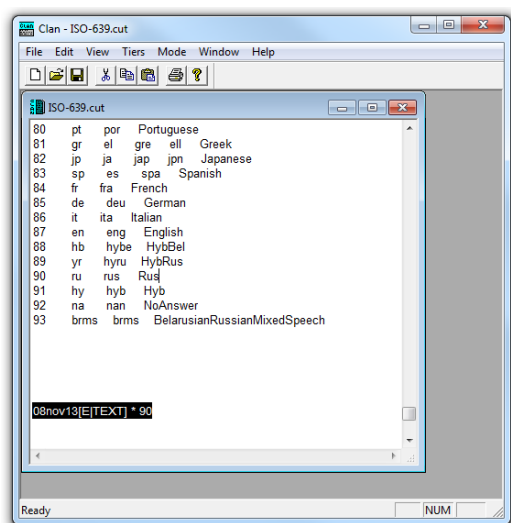 Clan - ISO-639.cut
File Edit View Tiers Mode Window Help
ISO-639.cut
80 pt por Portuguese
81 gr el gre ell Greek
82 jp ja jap jpn Japanese
83 sp es spa Spanish
84 fr fra French
85 de deu German
86 it ita Italian
87 en eng English
88 hb hybe HybBel
89 yr hyru HybRus
90 ru rus Rus
91 hy hyb Hyb
92 na nan NoAnswer
93 brms brms BelarusianRussianMixedSpeech
08nov13[E|TEXT] * 90
Ready NUM